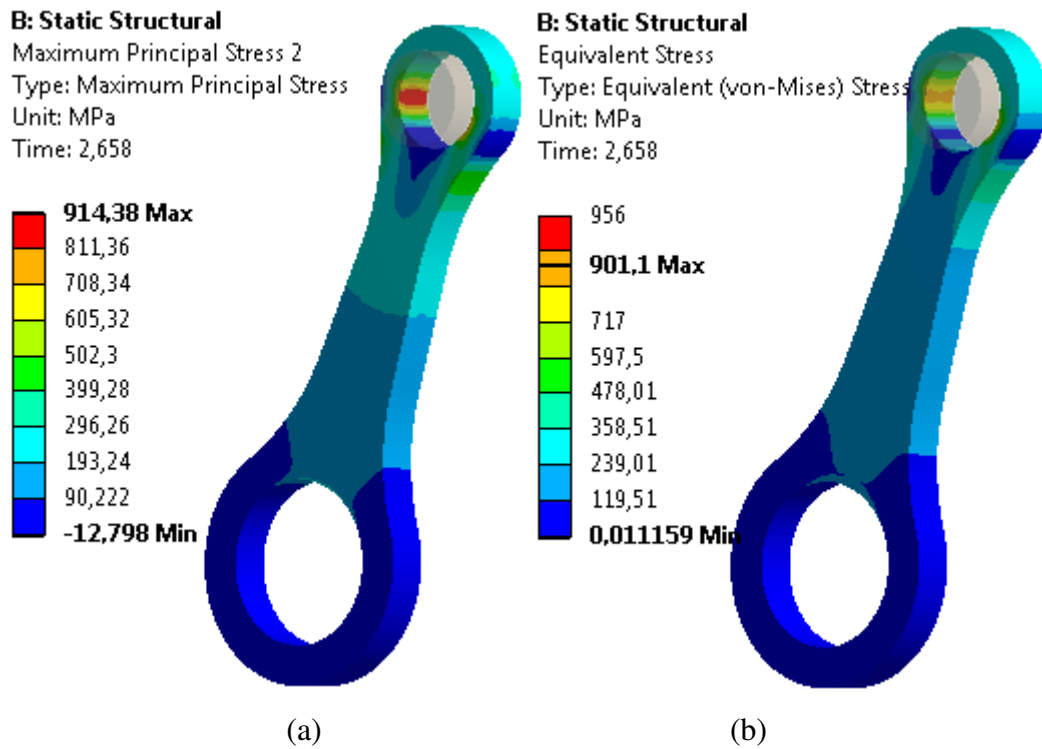 B: Static Structural
Maximum Principal Stress 2
Type: Maximum Principal Stress
Unit: MPa
Time: 2,658
914,38 Max
811,36
708,34
605,32
502,3
399,28
296,26
193,24
90,222
-12,798 Min
(a)
B: Static Structural
Equivalent Stress
Type: Equivalent (von-Mises) Stress
Unit: MPa
Time: 2,658
956
901,1 Max
717
597,5
478,01
358,51
239,01
119,51
0,011159 Min
(b)